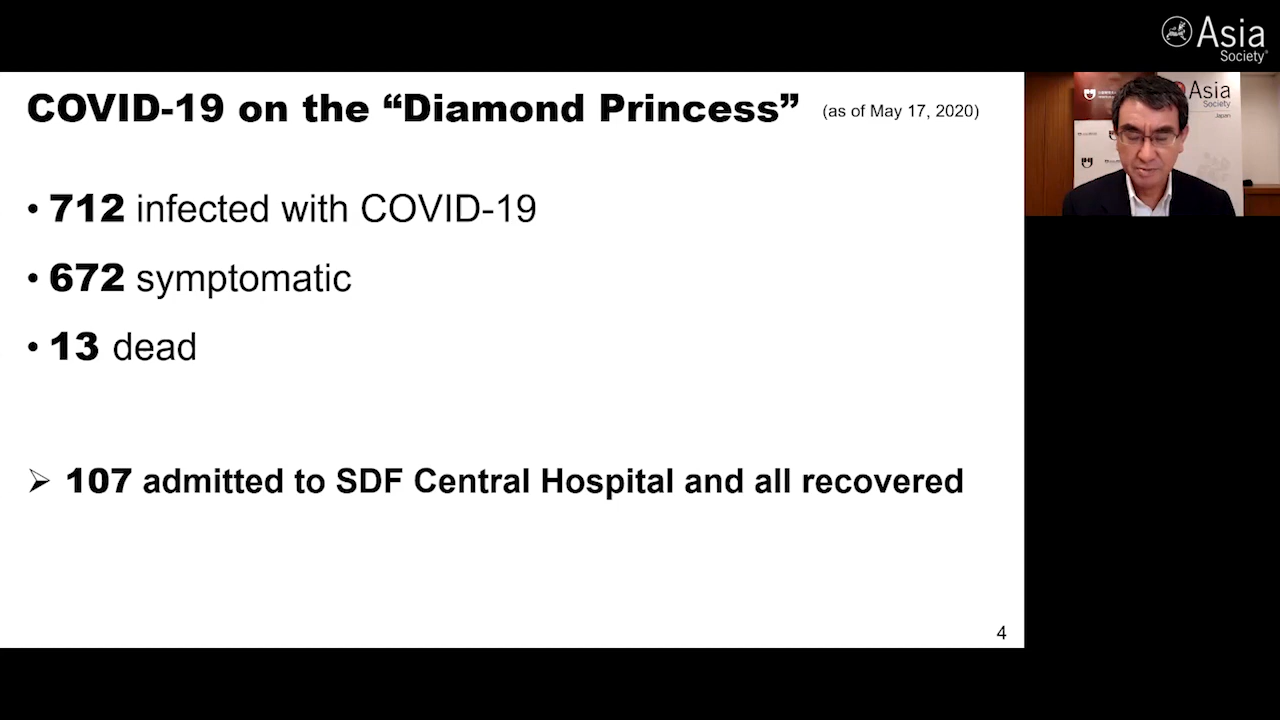 Asia
Society
COVID-19 on the “Diamond Princess” (as of May 17, 2020)
• 712 infected with COVID-19
• 672 symptomatic
• 13 dead
➢ 107 admitted to SDF Central Hospital and all recovered
4
Asia
Society
Japan